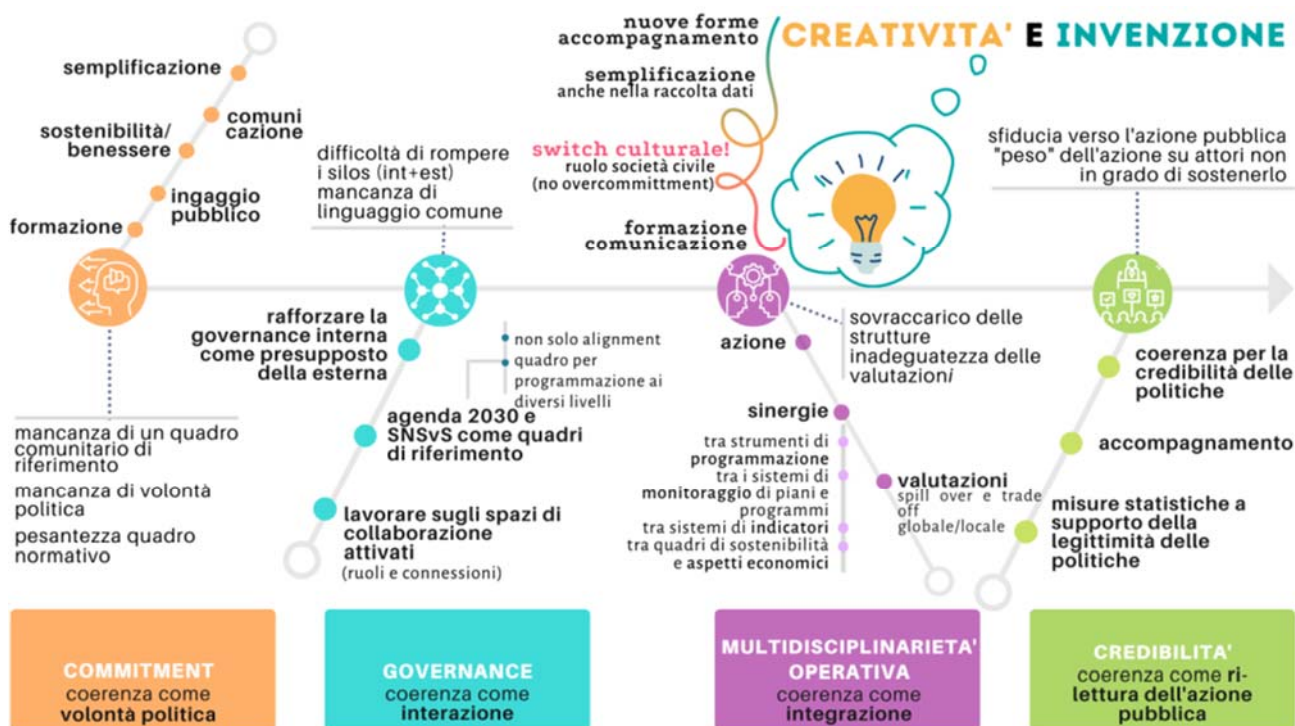 CREATIVITA' E INVENZIONE
nuove forme
accompagnamento
semplificazione
anche nella raccolta dati
switch culturale!
ruolo società civile
(no overcommittment)
formazione
comunicazione
semplificazione
comuni
cazione
sostenibilità/
benessere
ingaggio
pubblico
formazione
mancanza di un quadro
comunitario di
riferimento
mancanza di volontà
politica
pesantezza quadro
normativo
difficoltà di rompere
i silos (int+est)
mancanza di
linguaggio comune
rafforzare la
governance interna
come presupposto
della esterna
non solo alignment
quadro per
programmazione ai
diversi livelli
agenda 2030 e
SNSvS come quadri
di riferimento
lavorare sugli spazi di
collaborazione
attivati
(ruoli e connessioni)
azione
sovraccarico delle
strutture
inadeguatezza delle
valutazioni
sinergie
tra strumenti di
programmazione
tra i sistemi di
monitoraggio di piani e
programmi
tra sistemi di indicatori
tra quadri di sostenibilità
e aspetti economici
valutazioni
spill over e trade
off
globale/locale
sfiducia verso l'azione pubblica
"peso" dell'azione su attori non
in grado di sostenerlo
coerenza per la
credibilità delle
politiche
accompagnamento
misure statistiche a
supporto della
legittimità delle
politiche
COMMITMENT
coerenza come
volontà politica
GOVERNANCE
coerenza come
interazione
MULTIDISCIPLINARIETA'
OPERATIVA
coerenza come
integrazione
CREDIBILITA'
coerenza come ri-
lettura dell'azione
pubblica